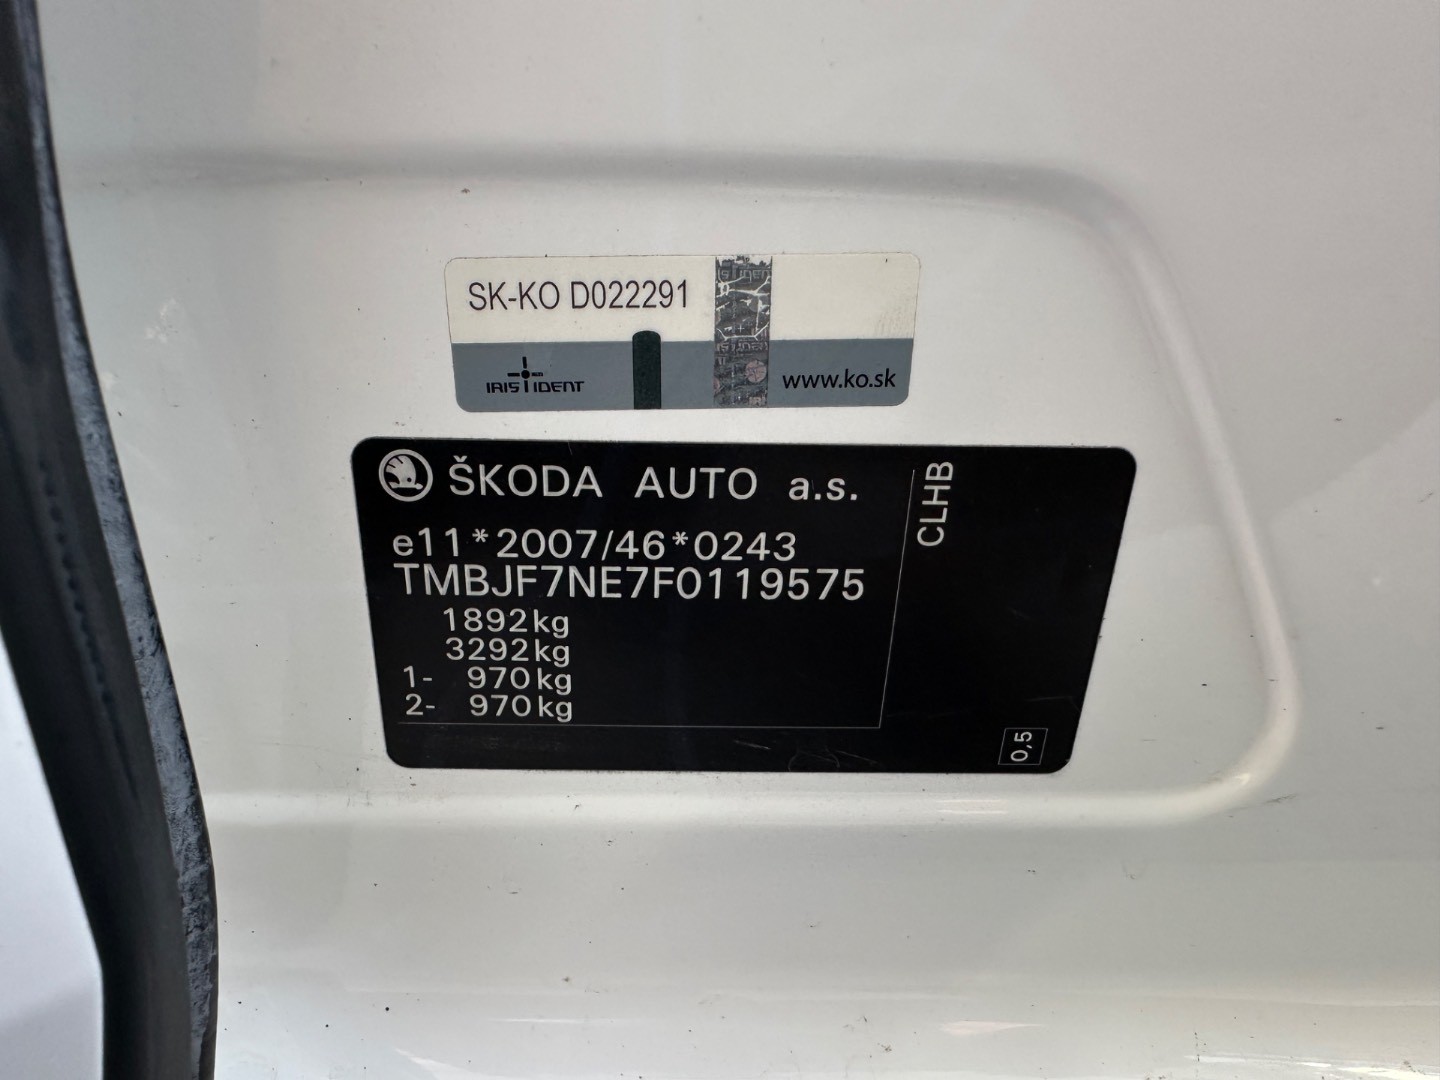 SK-KO D022291
IRIS IDENT
www.ko.sk
ŠKODA AUTO a.s.
CLHB
e11*2007/46*0243
TMBJF7NE7F0119575
1892kg
3292kg
1- 970kg
2- 970kg
0,5